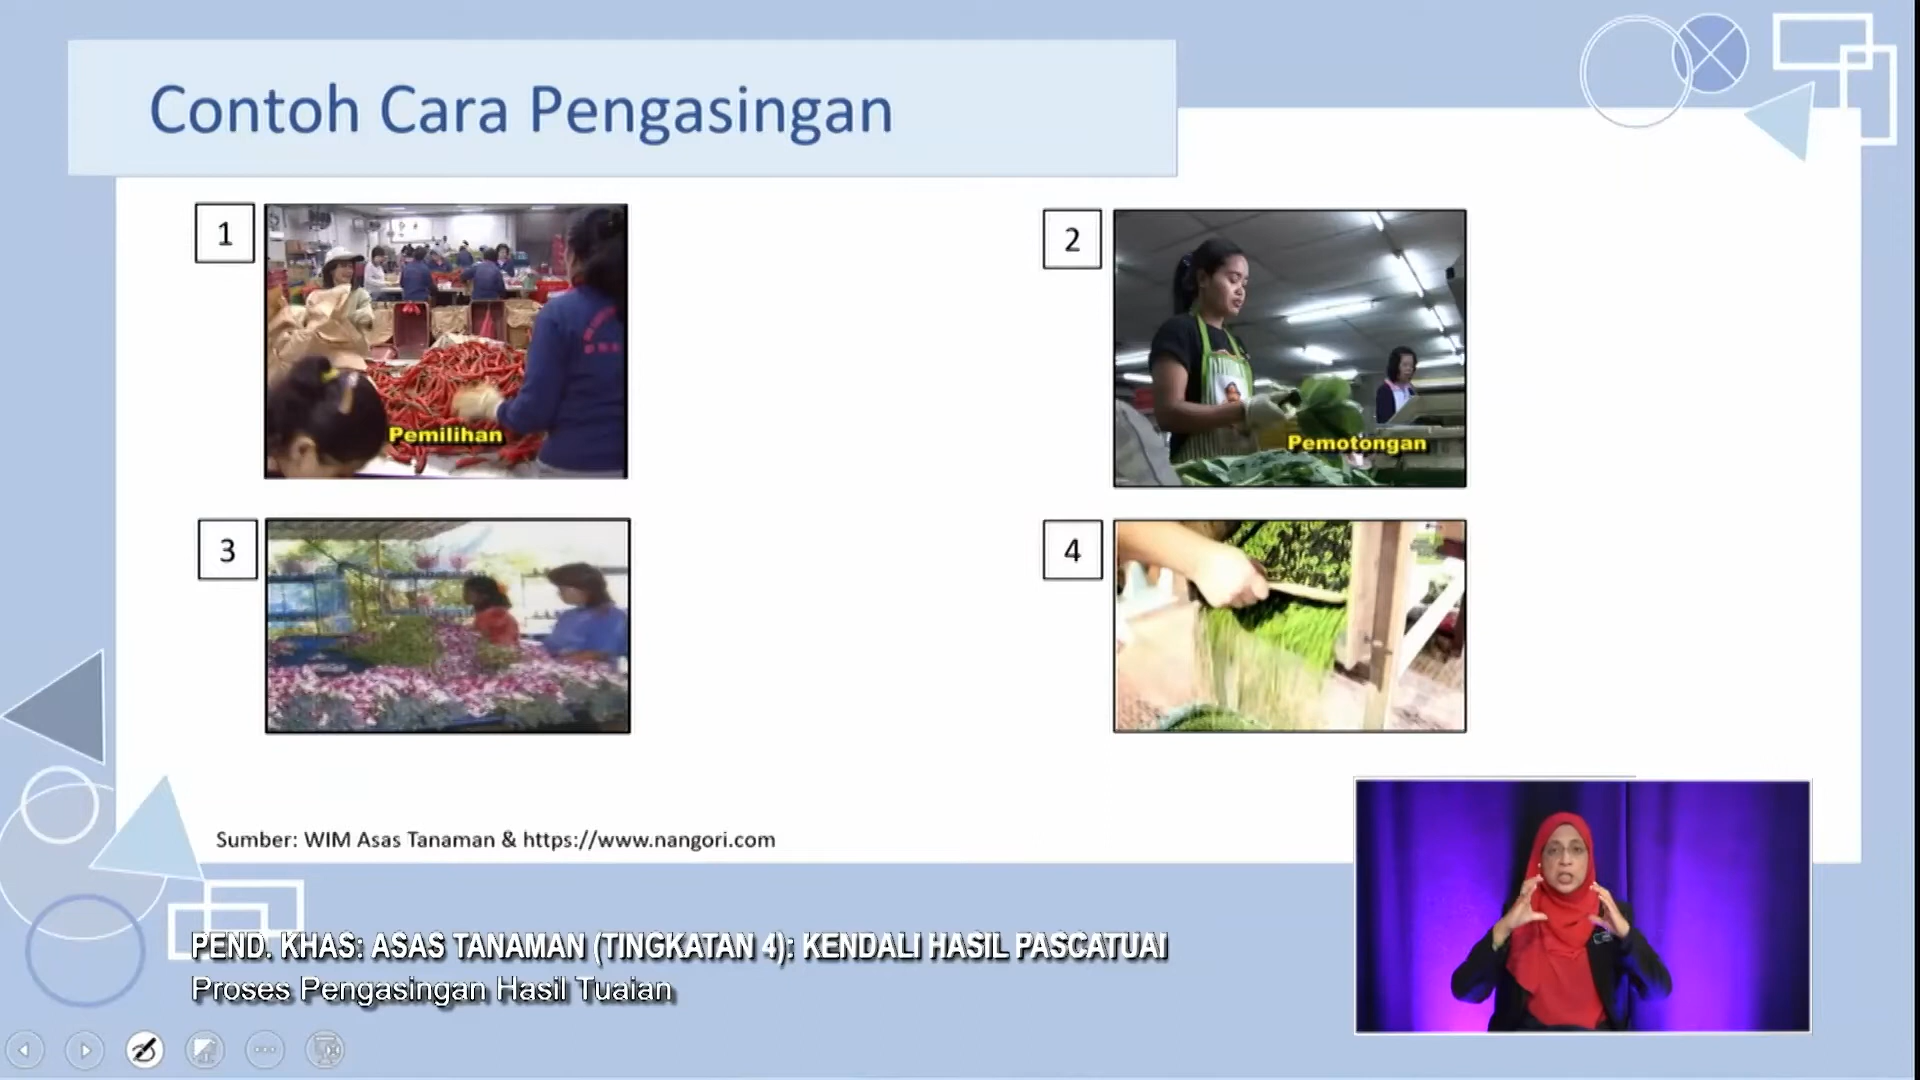 Contoh Cara Pengasingan
1
Pemilihan
2
Pemotongan
3
4
Sumber: WIM Asas Tanaman & https://www.nangori.com
PEND. KHAS: ASAS TANAMAN (TINGKATAN 4): KENDALI HASIL PASCATUAI
Proses Pengasingan Hasil Tuaian